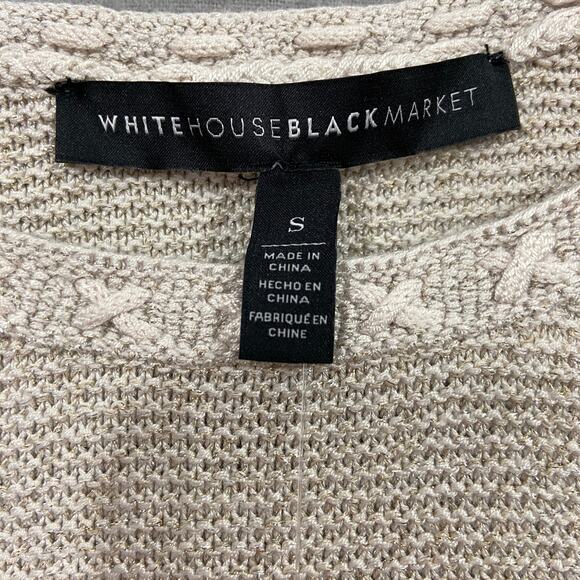 WHITEHOUSEBLACKMARKET
S
MADE IN
CHINA
HECHO EN
CHINA
FABRIQUÉ EN
CHINE